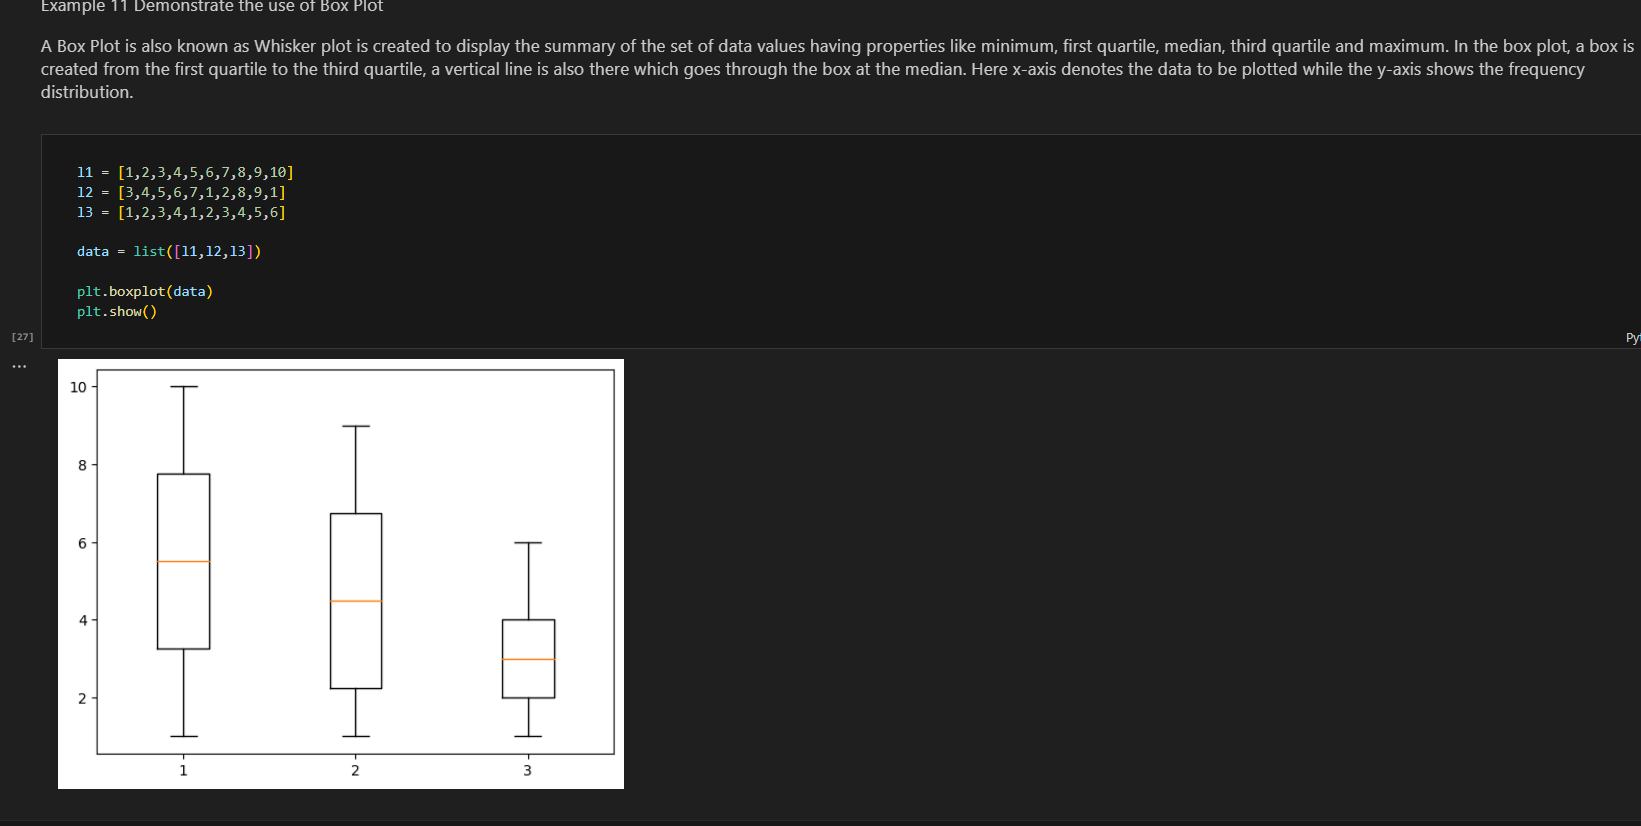 Example 11 Demonstrate the use of Box Plot
A Box Plot is also known as Whisker plot is created to display the summary of the set of data values having properties like minimum, first quartile, median, third quartile and maximum. In the box plot, a box is
created from the first quartile to the third quartile, a vertical line is also there which goes through the box at the median. Here x-axis denotes the data to be plotted while the y-axis shows the frequency
distribution.
l1 = [1,2,3,4,5,6,7,8,9,10]
l2 = [3,4,5,6,7,1,2,8,9,1]
l3 = [1,2,3,4,1,2,3,4,5,6]
data = list([l1,l2,l3])
plt.boxplot(data)
plt.show()
[27]
Pyt
...
10
8
6
4
2
1 2 3